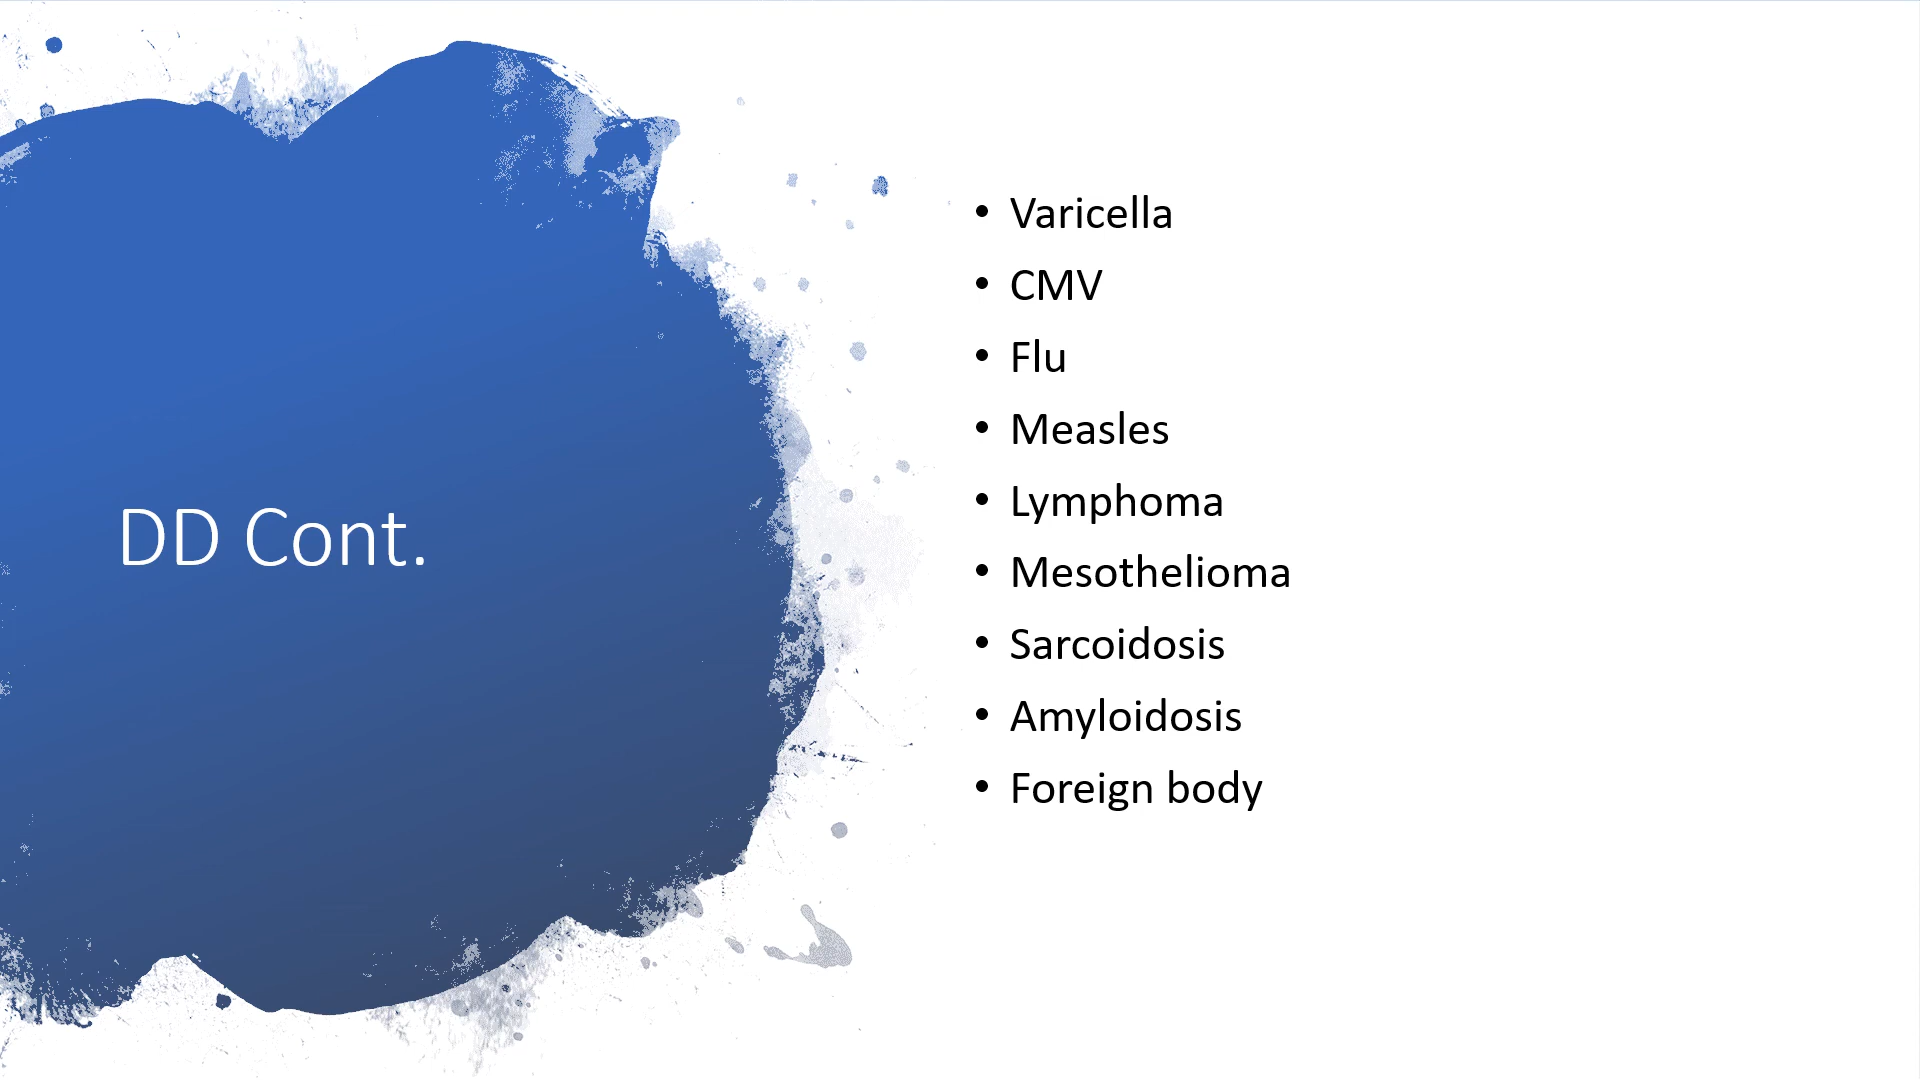 DD Cont.
• Varicella
• CMV
• Flu
• Measles
• Lymphoma
• Mesothelioma
• Sarcoidosis
• Amyloidosis
• Foreign body